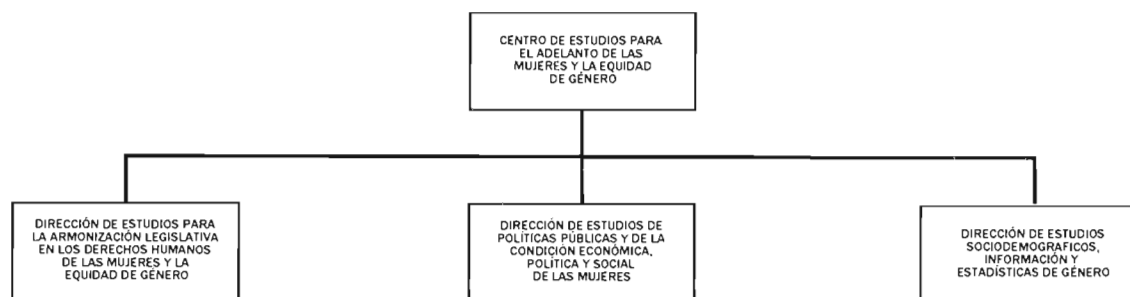 CENTRO DE ESTUDIOS PARA
EL ADELANTO DE LAS
MUJERES Y LA EQUIDAD
DE GÉNERO
DIRECCIÓN DE ESTUDIOS PARA
LA ARMONIZACIÓN LEGISLATIVA
EN LOS DERECHOS HUMANOS
DE LAS MUJERES Y LA
EQUIDAD DE GÉNERO
DIRECCIÓN DE ESTUDIOS DE
POLÍTICAS PÚBLICAS Y DE LA
CONDICIÓN ECONÓMICA,
POLÍTICA Y SOCIAL
DE LAS MUJERES
DIRECCIÓN DE ESTUDIOS
SOCIODEMOGRAFICOS,
INFORMACIÓN Y
ESTADÍSTICAS DE GÉNERO